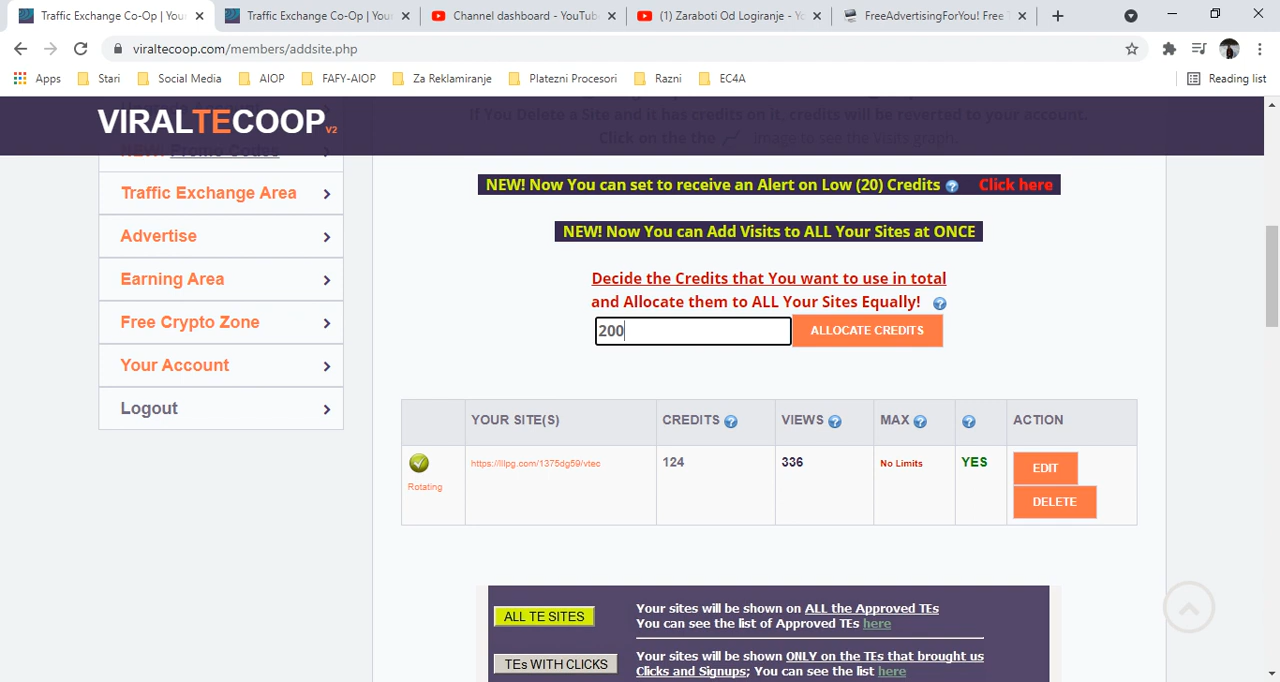 Traffic Exchange Co-Op | Your
Traffic Exchange Co-Op | Your
Channel dashboard - YouTub
(1) Zaraboti Od Logiranje - Yo
FreeAdvertisingForYou! Free T
viraltecoop.com/members/addsite.php
Apps
Stari
Social Media
AIOP
FAFY-AIOP
Za Reklamiranje
Platezni Procesori
Razni
EC4A
Reading list
VIRALTECOOP V2
If You Delete a Site and it has credits on it, credits will be reverted to your account.
Click on the the image to see the Visits graph.
NEW! Promo Codes
Traffic Exchange Area
Advertise
Earning Area
Free Crypto Zone
Your Account
Logout
NEW! Now You can set to receive an Alert on Low (20) Credits ? Click here
NEW! Now You can Add Visits to ALL Your Sites at ONCE
Decide the Credits that You want to use in total
and Allocate them to ALL Your Sites Equally! ?
200
ALLOCATE CREDITS
YOUR SITE(S)
CREDITS ?
VIEWS ?
MAX ?
?
ACTION
Rotating
https://lllpg.com/1375dg59/vtec
124
336
No Limits
YES
EDIT
DELETE
ALL TE SITES
Your sites will be shown on ALL the Approved TEs
You can see the list of Approved TEs here
TEs WITH CLICKS
Your sites will be shown ONLY on the TEs that brought us
Clicks and Signups; You can see the list here